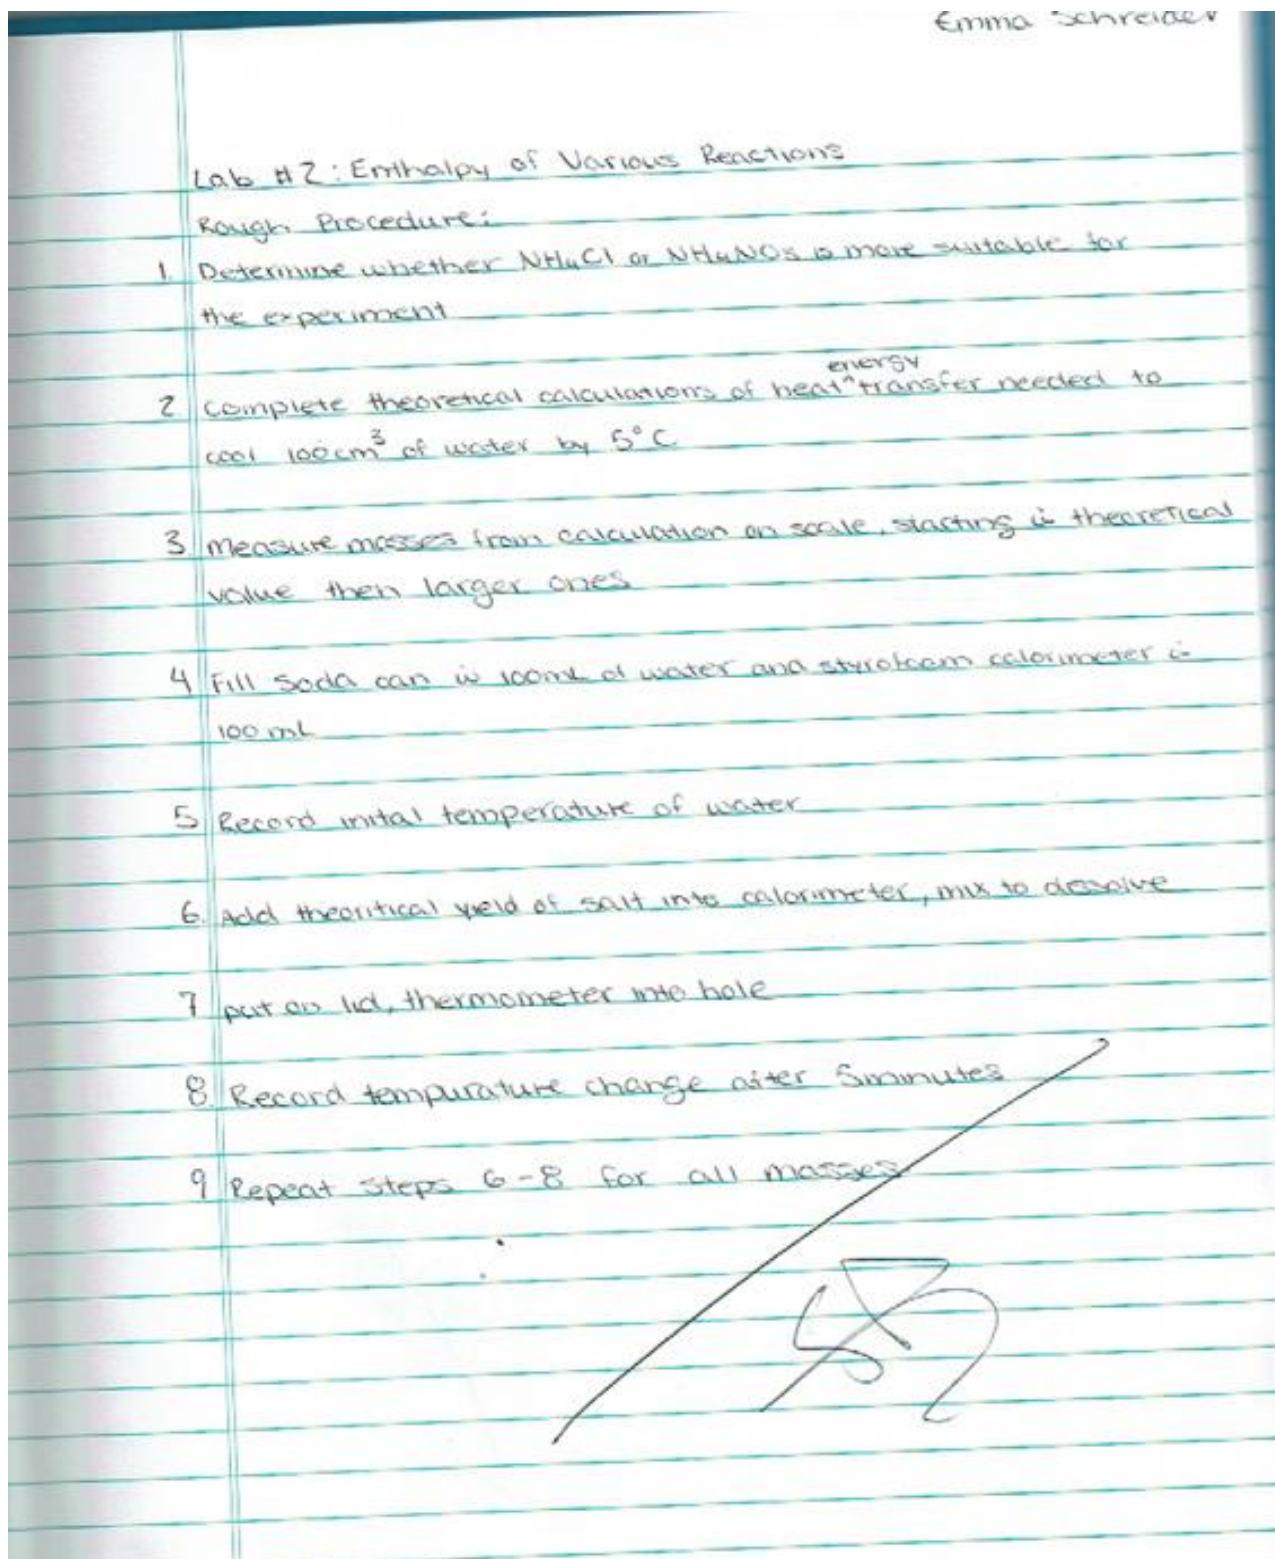 Emma Schreider
Lab #2: Enthalpy of Various Reactions
Rough Procedure:
1. Determine whether NH₄Cl or NH₄NO₃ is more suitable for
the experiment
energy
2 Complete theoretical calculations of heat ^ transfer needed to
cool 100cm³ of water by 5°C
3 Measure masses from calculation on scale, starting w theoretical
value then larger ones
4 Fill soda can w 100mL of water and styrofoam calorimeter w
100 mL
5 Record inital temperature of water
6. Add theoritical yield of salt into calorimeter, mix to dissolve
7 put on lid, thermometer into hole
8. Record tempurature change after 5 minutes
9 Repeat steps 6-8 for all masses